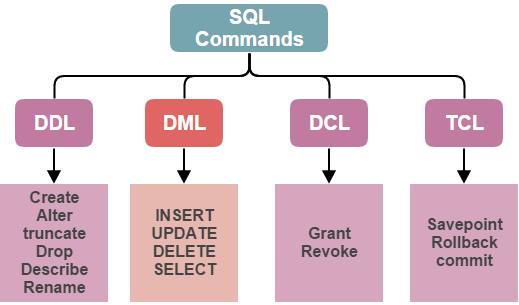 SQL
Commands
DDL
DML
DCL
TCL
Create
Alter
truncate
Drop
Describe
Rename
INSERT
UPDATE
DELETE
SELECT
Grant
Revoke
Savepoint
Rollback
commit